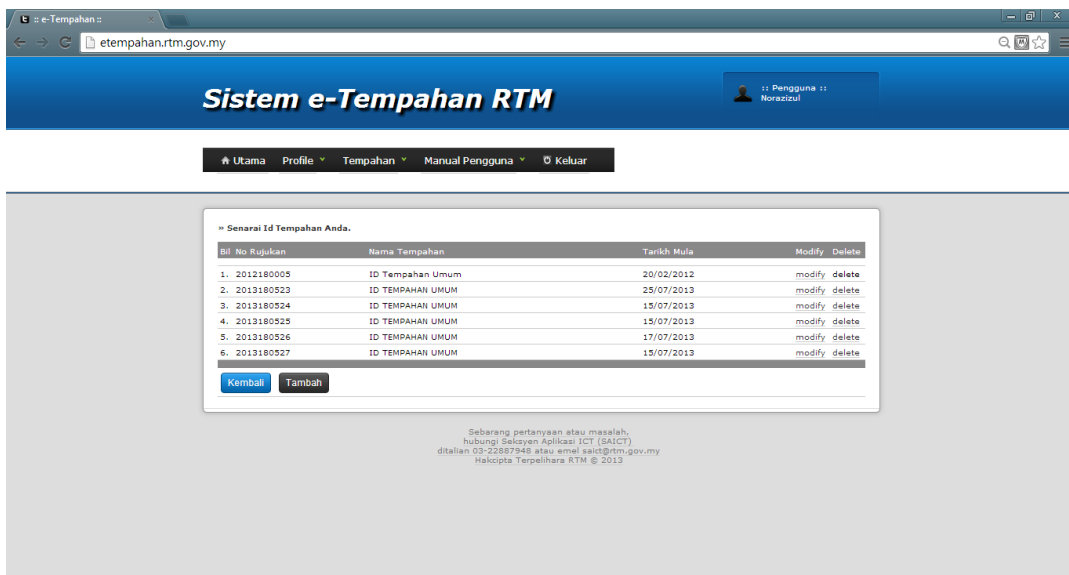 :: e-Tempahan ::
etempahan.rtm.gov.my
Sistem e-Tempahan RTM
:: Pengguna ::
Norazizul
Utama Profile Tempahan Manual Pengguna Keluar
» Senarai Id Tempahan Anda.
Bil No Rujukan Nama Tempahan Tarikh Mula Modify Delete
1. 2012180005 ID Tempahan Umum 20/02/2012 modify delete
2. 2013180523 ID TEMPAHAN UMUM 25/07/2013 modify delete
3. 2013180524 ID TEMPAHAN UMUM 15/07/2013 modify delete
4. 2013180525 ID TEMPAHAN UMUM 15/07/2013 modify delete
5. 2013180526 ID TEMPAHAN UMUM 17/07/2013 modify delete
6. 2013180527 ID TEMPAHAN UMUM 15/07/2013 modify delete
Kembali Tambah
Sebarang pertanyaan atau masalah,
hubungi Seksyen Aplikasi ICT (SAICT)
ditalian 03-22887948 atau emel saict@rtm.gov.my
Hakcipta Terpelihara RTM © 2013